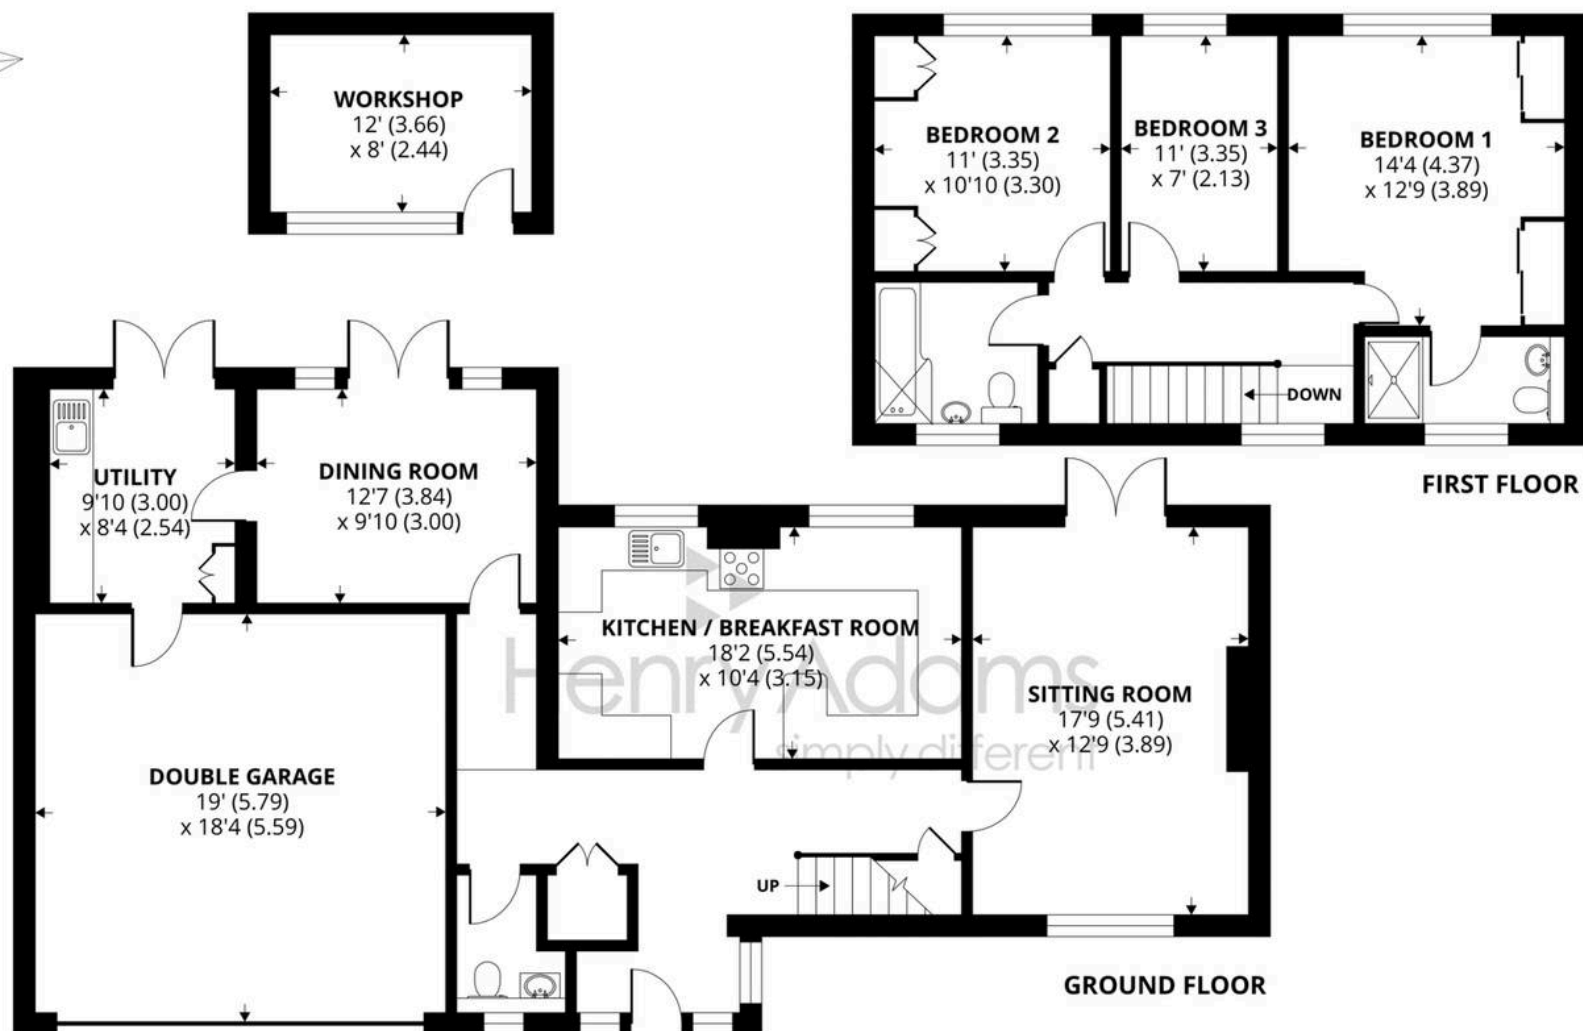 WORKSHOP
12' (3.66)
x 8' (2.44)
BEDROOM 2
11' (3.35)
x 10'10 (3.30)
BEDROOM 3
11' (3.35)
x 7' (2.13)
BEDROOM 1
14'4 (4.37)
x 12'9 (3.89)
DOWN
FIRST FLOOR
UTILITY
9'10 (3.00)
x 8'4 (2.54)
DINING ROOM
12'7 (3.84)
x 9'10 (3.00)
KITCHEN / BREAKFAST ROOM
18'2 (5.54)
x 10'4 (3.15)
Henry Adams
simply different
SITTING ROOM
17'9 (5.41)
x 12'9 (3.89)
DOUBLE GARAGE
19' (5.79)
x 18'4 (5.59)
UP
GROUND FLOOR